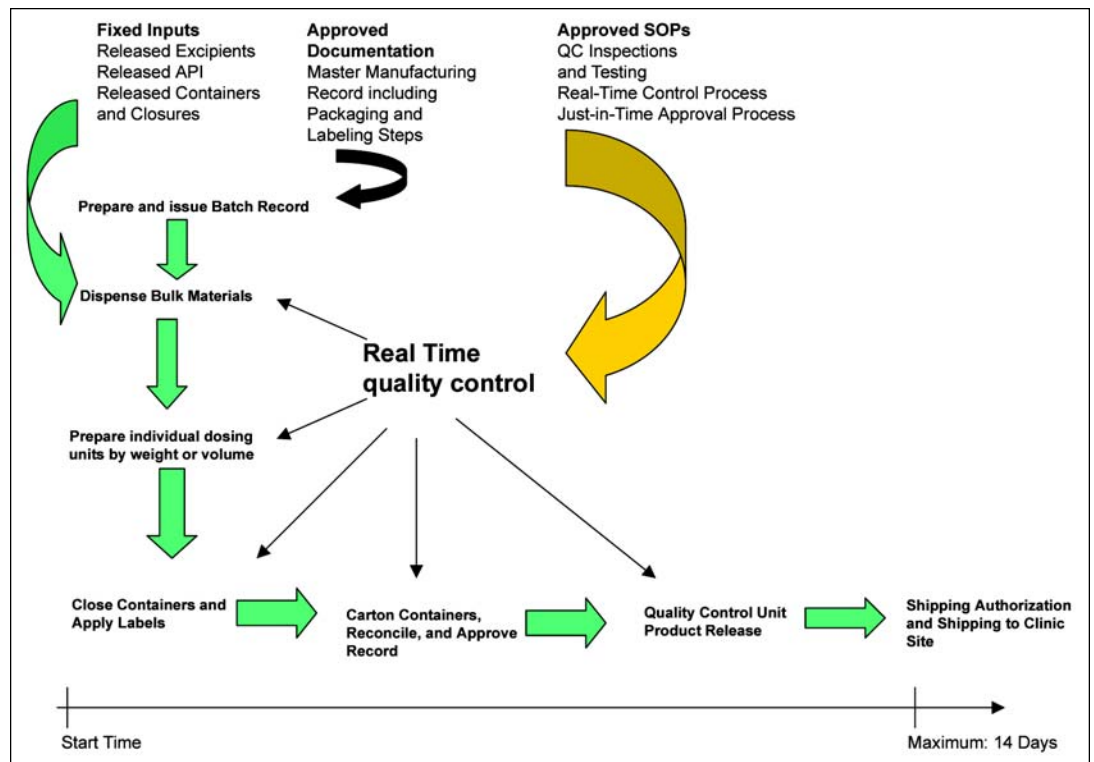 Fixed Inputs
Released Excipients
Released API
Released Containers
and Closures
Approved
Documentation
Master Manufacturing
Record including
Packaging and
Labeling Steps
Approved SOPs
QC Inspections
and Testing
Real-Time Control Process
Just-in-Time Approval Process
Prepare and issue Batch Record
Dispense Bulk Materials
Real Time
quality control
Prepare individual dosing
units by weight or volume
Close Containers and
Apply Labels
Carton Containers,
Reconcile, and Approve
Record
Quality Control Unit
Product Release
Shipping Authorization
and Shipping to Clinic
Site
Start Time
Maximum: 14 Days